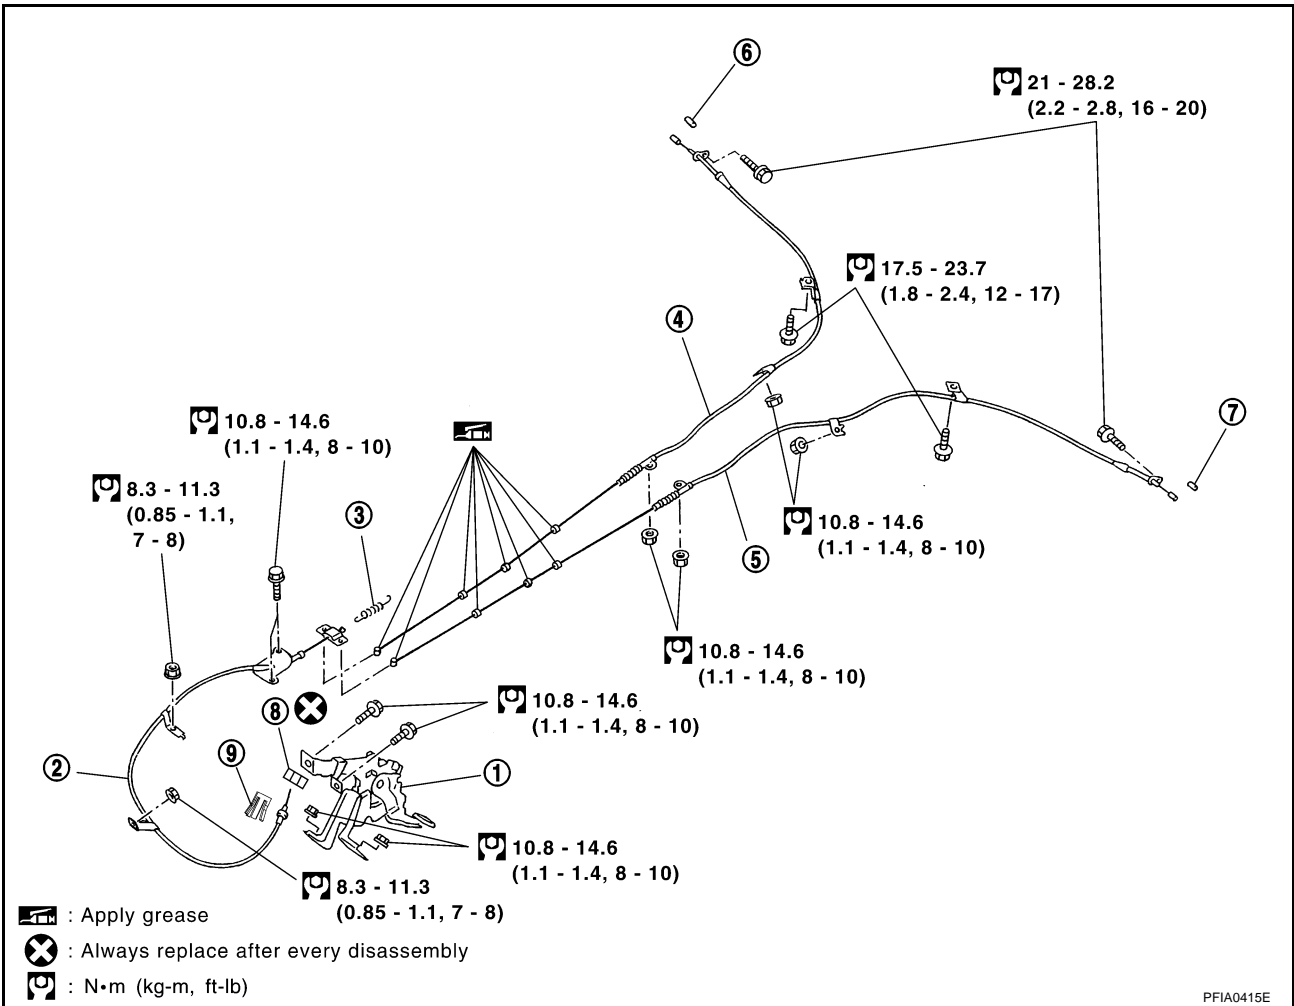 6
21 - 28.2
(2.2 - 2.8, 16 - 20)
17.5 - 23.7
(1.8 - 2.4, 12 - 17)
4
7
10.8 - 14.6
(1.1 - 1.4, 8 - 10)
8.3 - 11.3
(0.85 - 1.1,
7 - 8)
3
10.8 - 14.6
(1.1 - 1.4, 8 - 10)
5
10.8 - 14.6
(1.1 - 1.4, 8 - 10)
8
10.8 - 14.6
(1.1 - 1.4, 8 - 10)
9
2
1
10.8 - 14.6
(1.1 - 1.4, 8 - 10)
8.3 - 11.3
(0.85 - 1.1, 7 - 8)
: Apply grease
: Always replace after every disassembly
: N•m (kg-m, ft-lb)
PFIA0415E